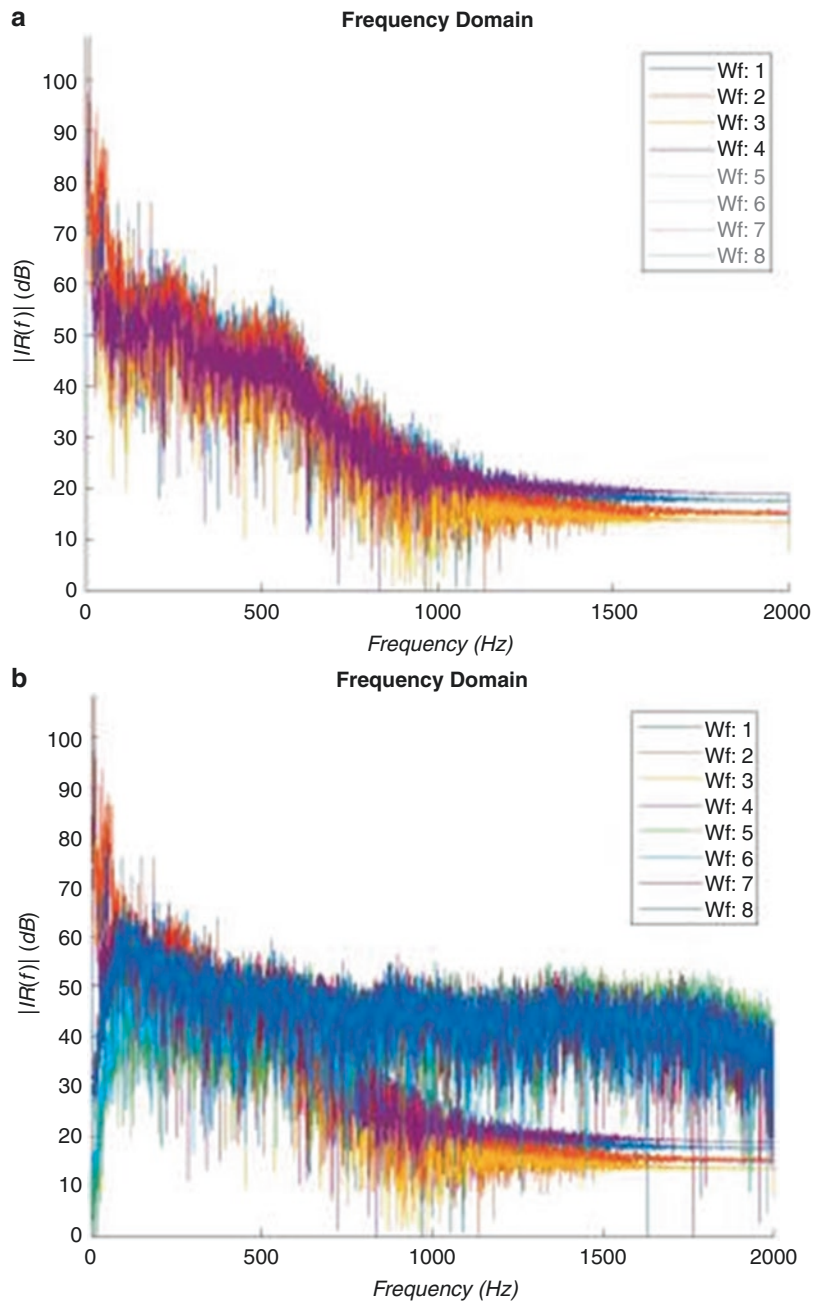 a
Frequency Domain
|IR(f)| (dB)
100
90
80
70
60
50
40
30
20
10
0
0 500 1000 1500 2000
Frequency (Hz)
Wf: 1
Wf: 2
Wf: 3
Wf: 4
Wf: 5
Wf: 6
Wf: 7
Wf: 8
b
Frequency Domain
|IR(f)| (dB)
100
90
80
70
60
50
40
30
20
10
0
0 500 1000 1500 2000
Frequency (Hz)
Wf: 1
Wf: 2
Wf: 3
Wf: 4
Wf: 5
Wf: 6
Wf: 7
Wf: 8